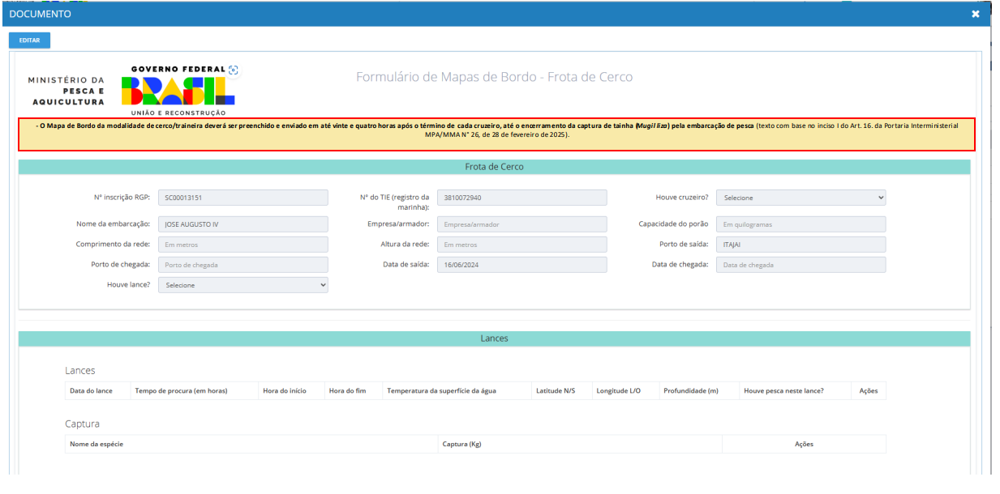 DOCUMENTO
EDITAR
MINISTÉRIO DA
PESCA E
AQUICULTURA
GOVERNO FEDERAL
BRASIL
UNIÃO E RECONSTRUÇÃO
Formulário de Mapas de Bordo - Frota de Cerco
- O Mapa de Bordo da modalidade de cerco/traineira deverá ser preenchido e enviado em até vinte e quatro horas após o término de cada cruzeiro, até o encerramento da captura de tainha (Mugil liza) pela embarcação de pesca (texto com base no inciso I do Art. 16. da Portaria Interministerial
MPA/MMA N° 26, de 28 de fevereiro de 2025).
Frota de Cerco
N° inscrição RGP: SC00013151 N° do TIE (registro da marinha): 3810072940 Houve cruzeiro? Selecione
Nome da embarcação: JOSE AUGUSTO IV Empresa/armador: Empresa/armador Capacidade do porão Em quilogramas
Comprimento da rede: Em metros Altura da rede: Em metros Porto de saída: ITAJAI
Porto de chegada: Porto de chegada Data de saída: 16/06/2024 Data de chegada: Data de chegada
Houve lance? Selecione
Lances
Lances
Data do lance Tempo de procura (em horas) Hora do início Hora do fim Temperatura da superfície da água Latitude N/S Longitude L/O Profundidade (m) Houve pesca neste lance? Ações
Captura
Nome da espécie Captura (Kg) Ações